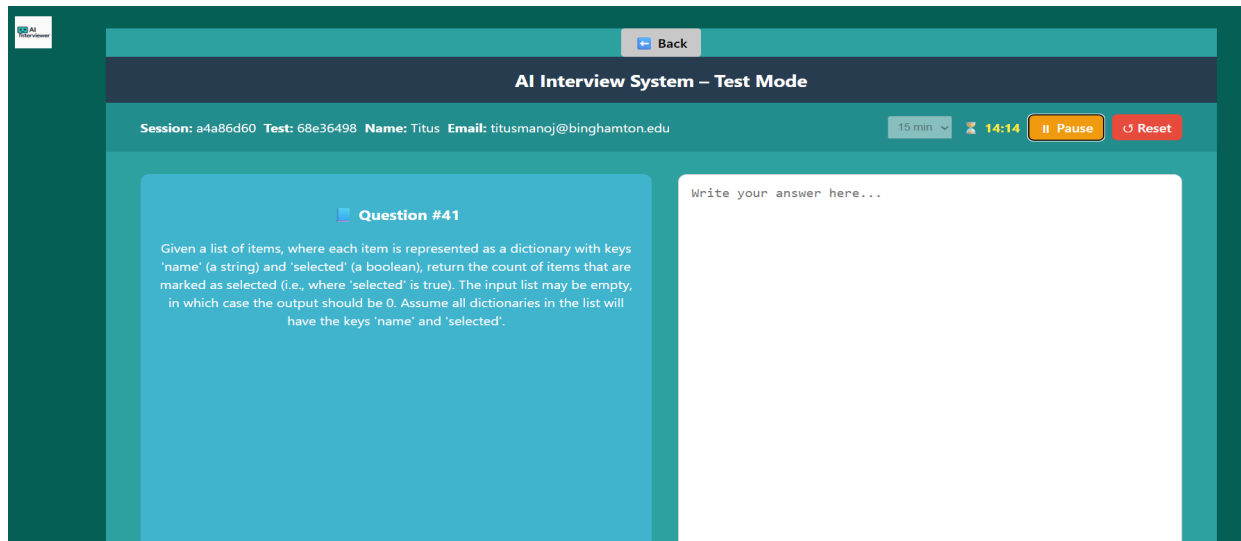 AI
Interviewer
Back
AI Interview System – Test Mode
Session: a4a86d60 Test: 68e36498 Name: Titus Email: titusmanoj@binghamton.edu
15 min
14:14
Pause
Reset
Question #41
Given a list of items, where each item is represented as a dictionary with keys
'name' (a string) and 'selected' (a boolean), return the count of items that are
marked as selected (i.e., where 'selected' is true). The input list may be empty,
in which case the output should be 0. Assume all dictionaries in the list will
have the keys 'name' and 'selected'.
Write your answer here...